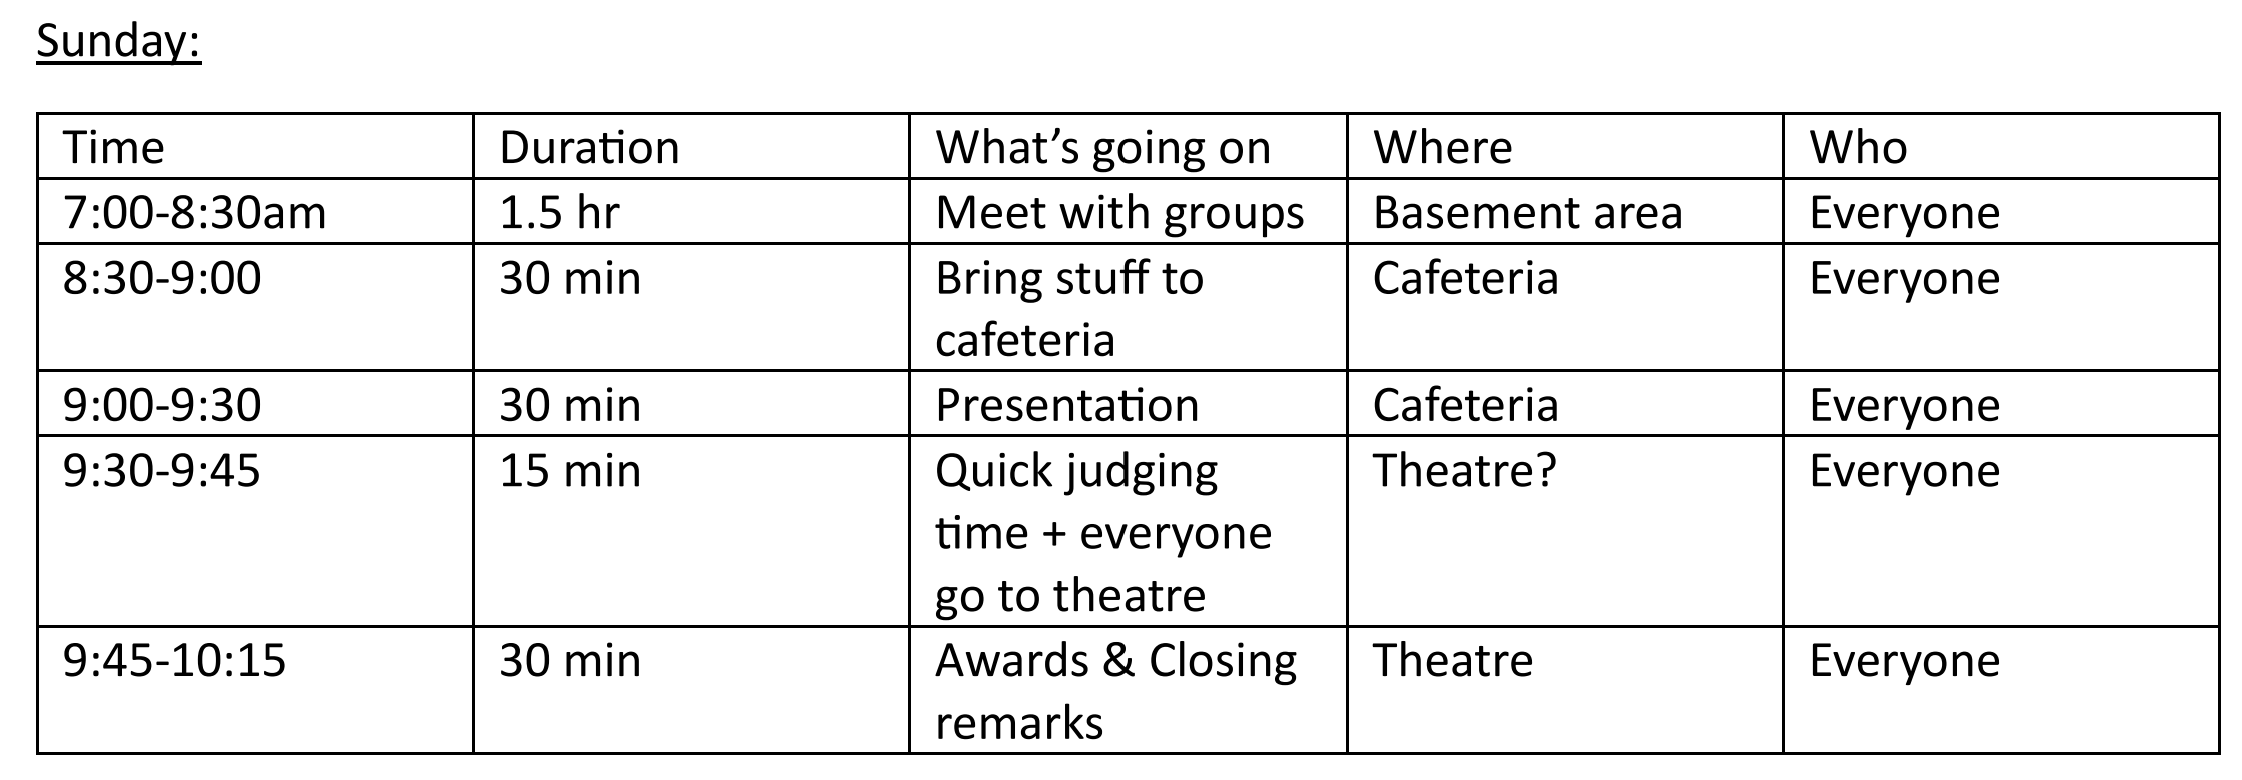 Sunday:
Time Duration What’s going on Where Who
7:00-8:30am 1.5 hr Meet with groups Basement area Everyone
8:30-9:00 30 min Bring stuff to Cafeteria Everyone
cafeteria
9:00-9:30 30 min Presentation Cafeteria Everyone
9:30-9:45 15 min Quick judging Theatre? Everyone
time + everyone
go to theatre
9:45-10:15 30 min Awards & Closing Theatre Everyone
remarks